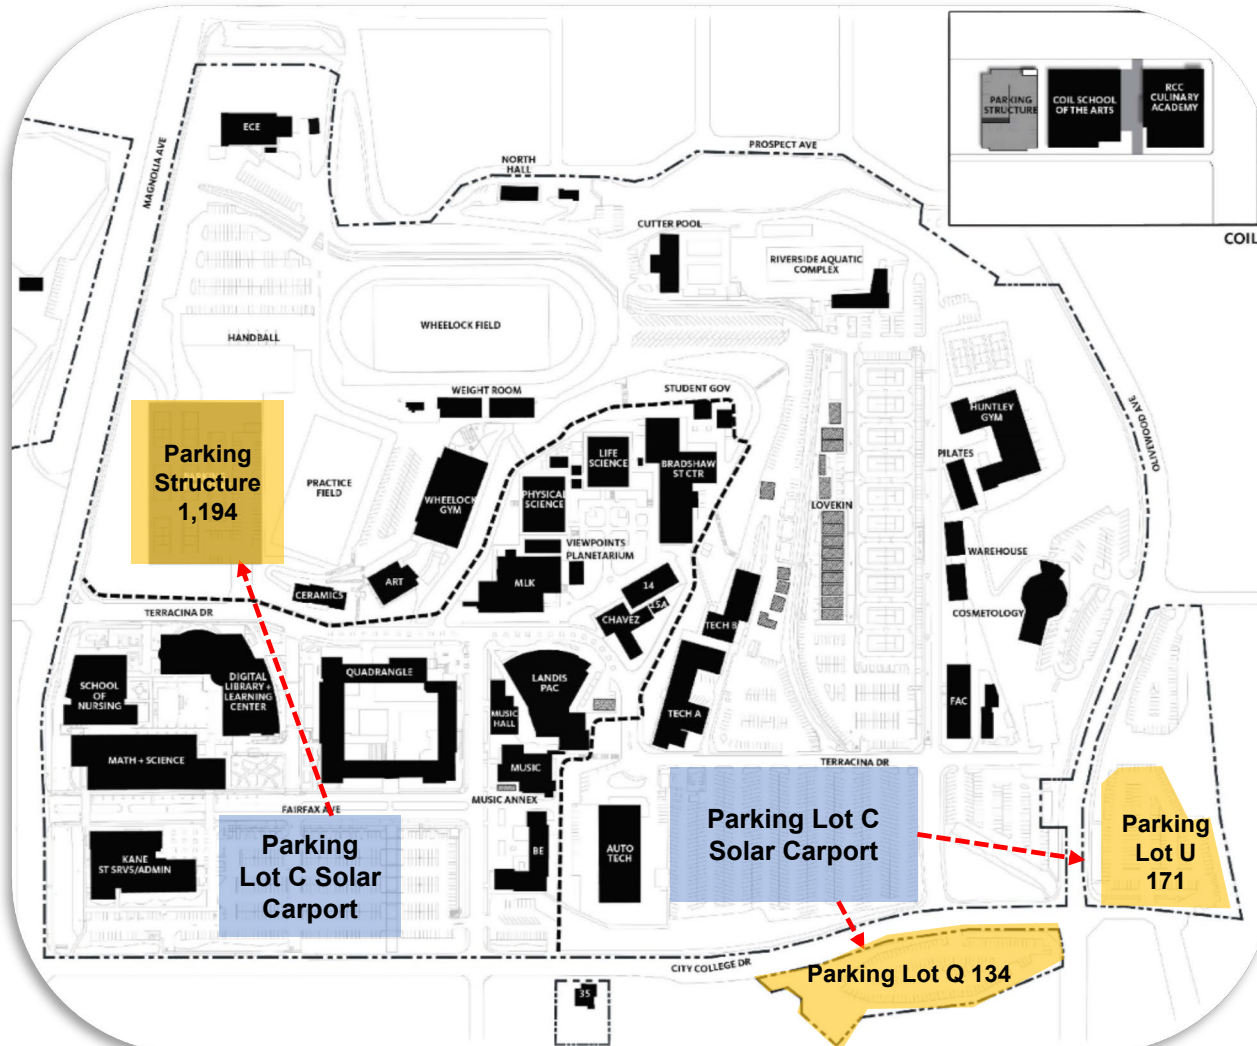 ECE
MAGNOLIA AVE
NORTH
HALL
PROSPECT AVE
PARKING
STRUCTURE
COIL SCHOOL
OF THE ARTS
RCC
CULINARY
ACADEMY
COIL
CUTTER POOL
RIVERSIDE AQUATIC
COMPLEX
WHEELOCK FIELD
HANDBALL
WEIGHT ROOM
STUDENT GOV
HUNTLEY
GYM
OLIVEWOOD AVE
Parking
Structure
1,194
PRACTICE
FIELD
WHEELOCK
GYM
LIFE
SCIENCE
BRADSHAW
ST CTR
PHYSICAL
SCIENCE
PILATES
LOVEKIN
VIEWPOINTS
PLANETARIUM
WAREHOUSE
MLK
14
15A
ART
CERAMICS
CHAVEZ
TECH B
COSMETOLOGY
TERRACINA DR
SCHOOL
OF
NURSING
DIGITAL
LIBRARY +
LEARNING
CENTER
QUADRANGLE
LANDIS
PAC
MUSIC
HALL
TECH A
FAC
MATH + SCIENCE
MUSIC
TERRACINA DR
FAIRFAX AVE
MUSIC ANNEX
KANE
ST SRVS/ADMIN
Parking
Lot C Solar
Carport
BE
AUTO
TECH
Parking Lot C
Solar Carport
Parking
Lot U
171
CITY COLLEGE DR
Parking Lot Q 134
35